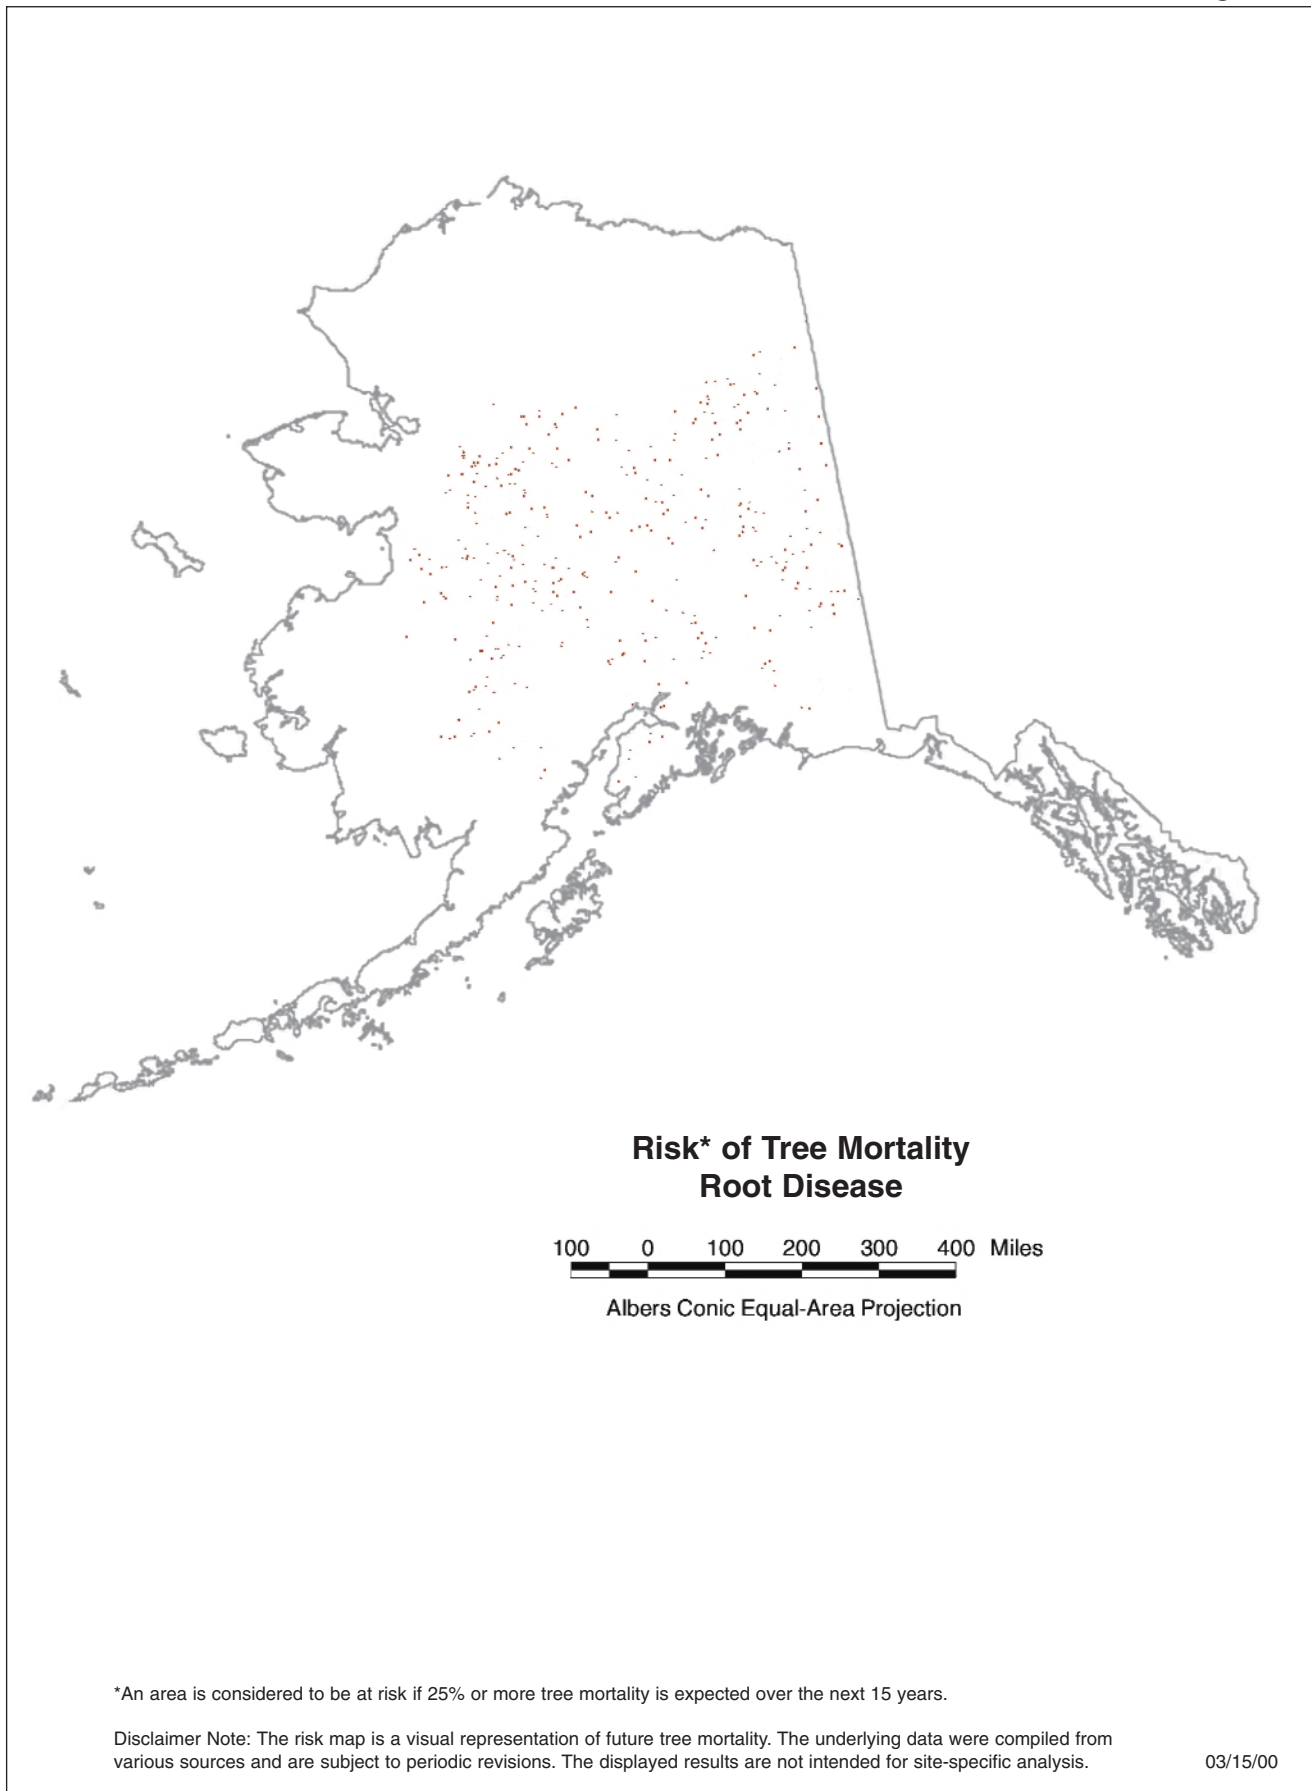 Risk* of Tree Mortality
Root Disease
100 0 100 200 300 400 Miles
Albers Conic Equal-Area Projection
*An area is considered to be at risk if 25% or more tree mortality is expected over the next 15 years.
Disclaimer Note: The risk map is a visual representation of future tree mortality. The underlying data were compiled from
various sources and are subject to periodic revisions. The displayed results are not intended for site-specific analysis.
03/15/00